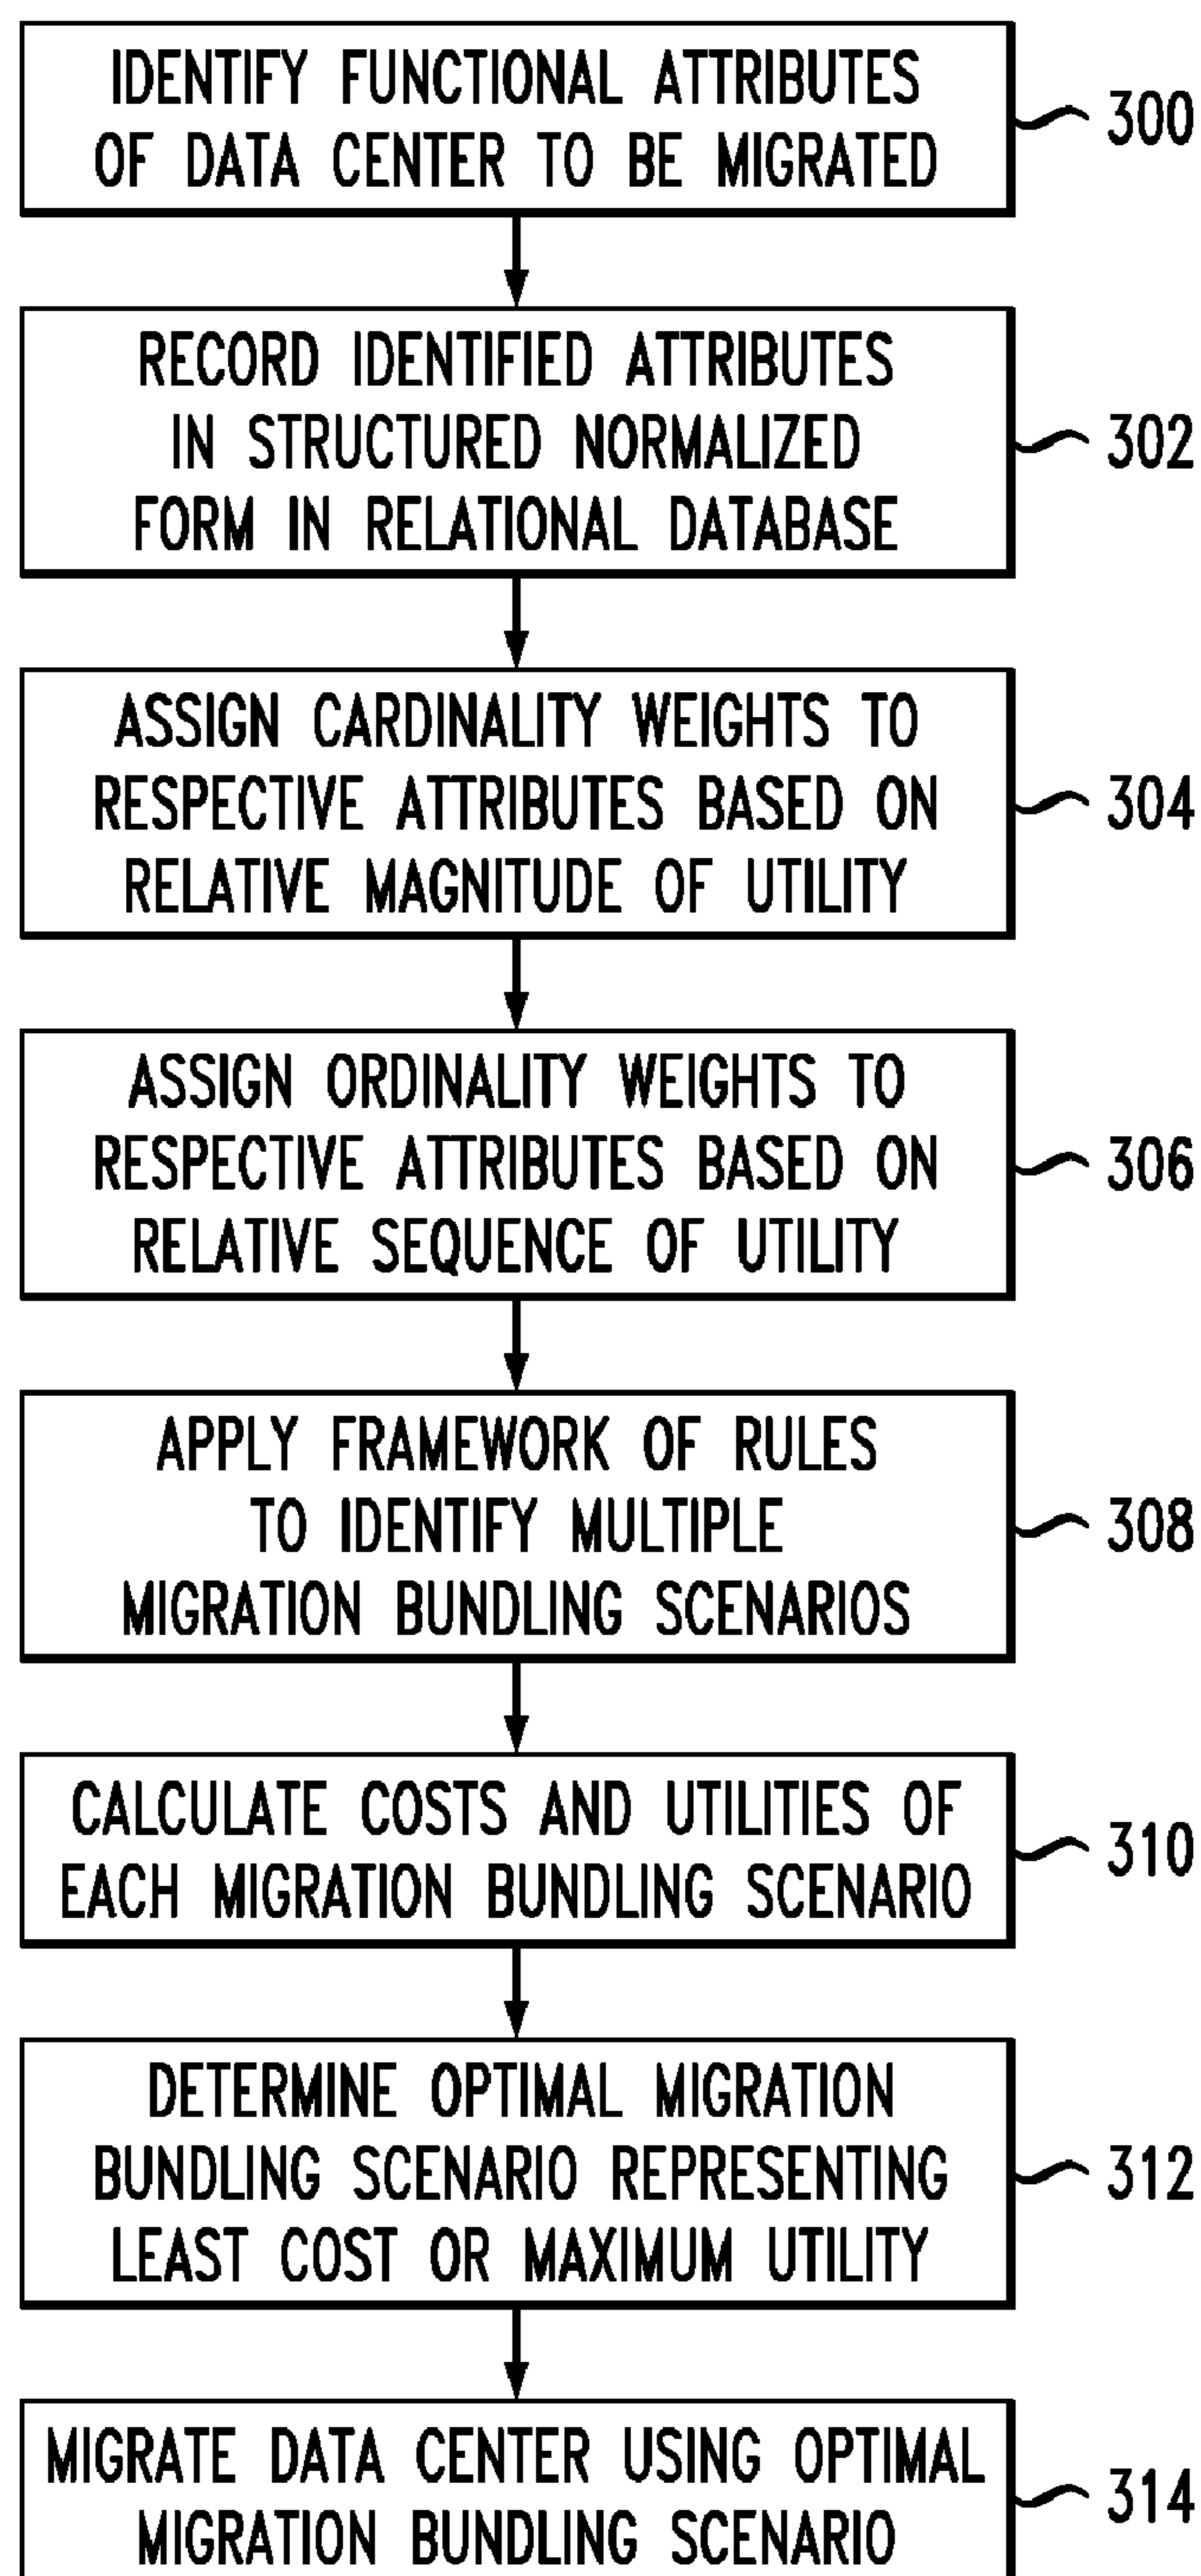 IDENTIFY FUNCTIONAL ATTRIBUTES
OF DATA CENTER TO BE MIGRATED
300
RECORD IDENTIFIED ATTRIBUTES
IN STRUCTURED NORMALIZED
FORM IN RELATIONAL DATABASE
302
ASSIGN CARDINALITY WEIGHTS TO
RESPECTIVE ATTRIBUTES BASED ON
RELATIVE MAGNITUDE OF UTILITY
304
ASSIGN ORDINALITY WEIGHTS TO
RESPECTIVE ATTRIBUTES BASED ON
RELATIVE SEQUENCE OF UTILITY
306
APPLY FRAMEWORK OF RULES
TO IDENTIFY MULTIPLE
MIGRATION BUNDLING SCENARIOS
308
CALCULATE COSTS AND UTILITIES OF
EACH MIGRATION BUNDLING SCENARIO
310
DETERMINE OPTIMAL MIGRATION
BUNDLING SCENARIO REPRESENTING
LEAST COST OR MAXIMUM UTILITY
312
MIGRATE DATA CENTER USING OPTIMAL
MIGRATION BUNDLING SCENARIO
314